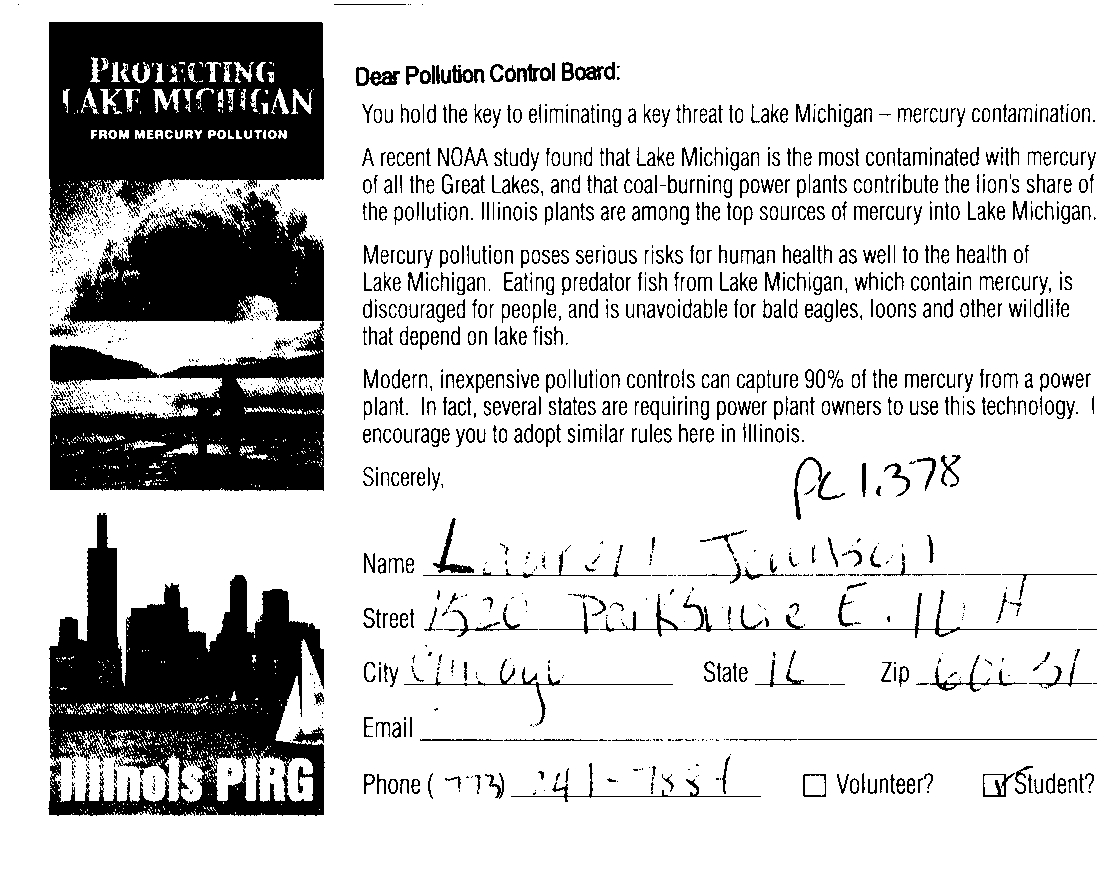 PROTECTING
LAKE MICHIGAN
FROM MERCURY POLLUTION
Illinois PIRG
Dear Pollution Control Board:
You hold the key to eliminating a key threat to Lake Michigan – mercury contamination.
A recent NOAA study found that Lake Michigan is the most contaminated with mercury
of all the Great Lakes, and that coal-burning power plants contribute the lion's share of
the pollution. Illinois plants are among the top sources of mercury into Lake Michigan.
Mercury pollution poses serious risks for human health as well to the health of
Lake Michigan. Eating predator fish from Lake Michigan, which contain mercury, is
discouraged for people, and is unavoidable for bald eagles, loons and other wildlife
that depend on lake fish.
Modern, inexpensive pollution controls can capture 90% of the mercury from a power
plant. In fact, several states are requiring power plant owners to use this technology. I
encourage you to adopt similar rules here in Illinois.
Sincerely,
PC 1.378
Name
Street 1520 E.
City Chicago State IL Zip
Email
Phone (773) Volunteer? Student?